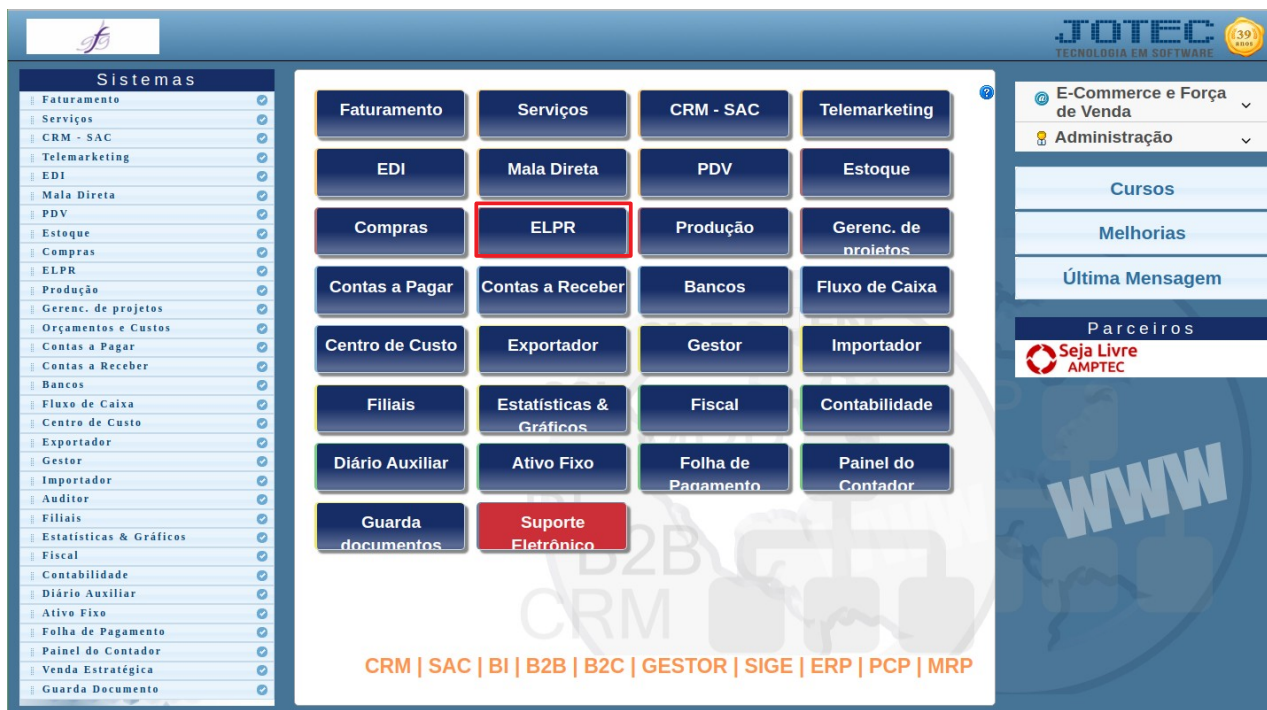 JOTEC
TECNOLOGIA EM SOFTWARE
39
anos
Sistemas
Faturamento
Serviços
CRM - SAC
Telemarketing
EDI
Mala Direta
PDV
Estoque
Compras
ELPR
Produção
Gerenc. de projetos
Orçamentos e Custos
Contas a Pagar
Contas a Receber
Bancos
Fluxo de Caixa
Centro de Custo
Exportador
Gestor
Importador
Auditor
Filiais
Estatísticas & Gráficos
Fiscal
Contabilidade
Diário Auxiliar
Ativo Fixo
Folha de Pagamento
Painel do Contador
Venda Estratégica
Guarda Documento
Faturamento
Serviços
CRM - SAC
Telemarketing
EDI
Mala Direta
PDV
Estoque
Compras
ELPR
Produção
Gerenc. de
projetos
Contas a Pagar
Contas a Receber
Bancos
Fluxo de Caixa
Centro de Custo
Exportador
Gestor
Importador
Filiais
Estatísticas &
Gráficos
Fiscal
Contabilidade
Diário Auxiliar
Ativo Fixo
Folha de
Pagamento
Painel do
Contador
Guarda
documentos
Suporte
Eletrônico
B2B
CRM
WWW
CRM | SAC | BI | B2B | B2C | GESTOR | SIGE | ERP | PCP | MRP
E-Commerce e Força
de Venda
Administração
Cursos
Melhorias
Última Mensagem
Parceiros
Seja Livre
AMPTEC